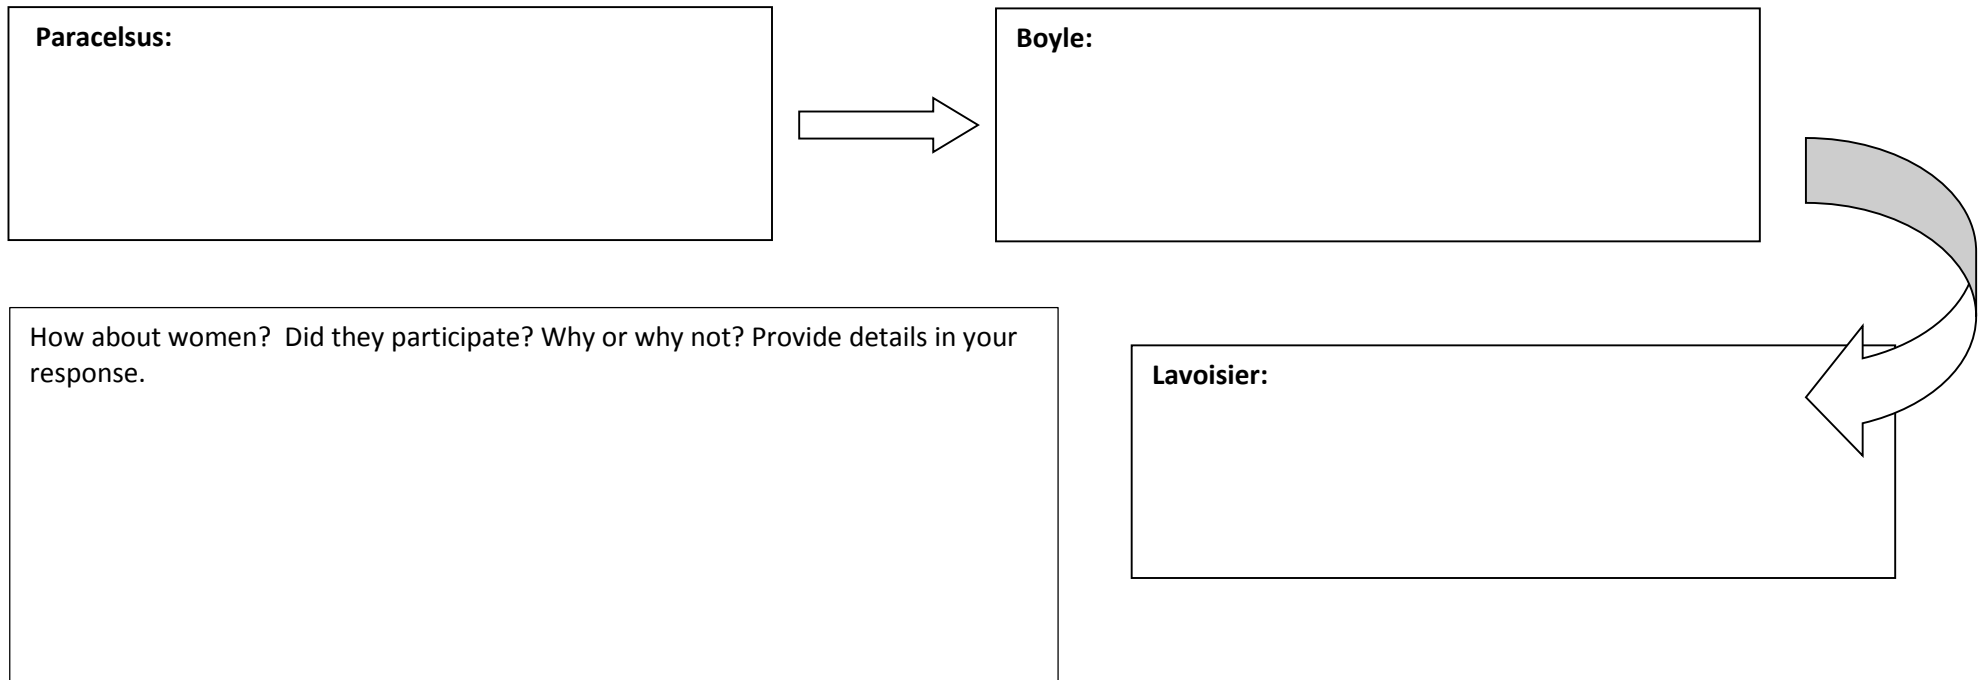 Paracelsus:
Boyle:
How about women?  Did they participate? Why or why not? Provide details in your
response.
Lavoisier: